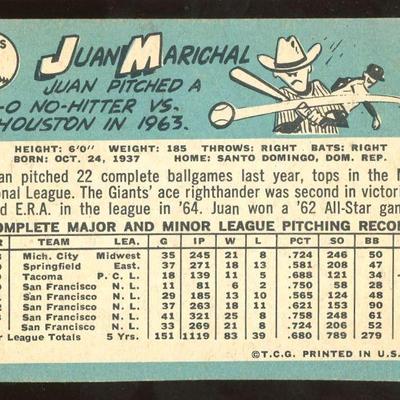 S
JUAN MARICHAL
JUAN PITCHED A
-O NO-HITTER VS.
HOUSTON IN 1963.
HEIGHT: 6'0" WEIGHT: 185 THROWS: RIGHT BATS: RIGHT
BORN: OCT. 24, 1937 HOME: SANTO DOMINGO, DOM. REP.
an pitched 22 complete ballgames last year, tops in the
onal League. The Giants' ace righthander was second in
d E.R.A. in the league in '64. Juan won a '62 All-Star
COMPLETE MAJOR AND MINOR LEAGUE PITCHING
R TEAM LEA. G IP W L PCT SO BB
8 Mich. City Midwest 35 245 21 8 .724 246 50
9 Springfield East. 37 271 18 13 .581 208 47
0 Tacoma P. C. L. 18 139 11 5 .688 121 34
San Francisco N. L. 11 81 6 2 .750 58 28
San Francisco N. L. 29 185 13 10 .565 124 48
San Francisco N. L. 37 263 18 11 .621 153 90
San Francisco N. L. 41 321 25 8 .758 248 61
San Francisco N. L. 33 269 21 8 .724 206 52
League Totals 5 Yrs. 151 1119 83 39 .680 789 279
©T.C.G. PRINTED IN U.S.